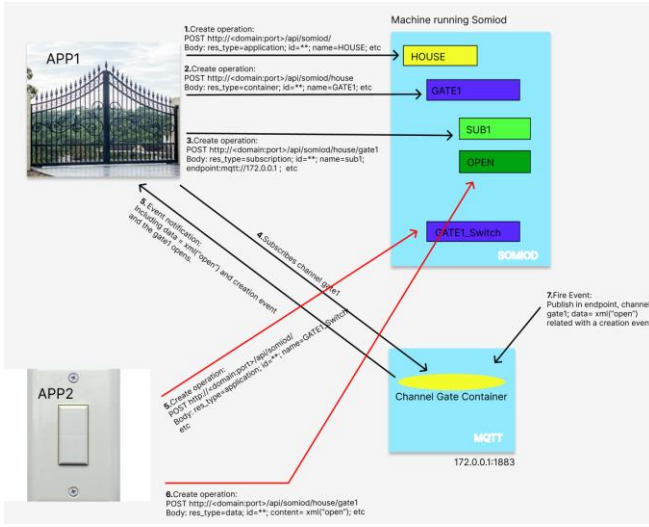 Machine running Somiod
APP1
1.Create operation:
POST http://<domain:port>/api/somiod/
Body: res_type=application; id=**; name=HOUSE; etc
HOUSE
2.Create operation:
POST http://<domain:port>/api/somiod/house
Body: res_type=container; id=**; name=GATE1; etc
GATE1
SUB1
3.Create operation:
POST http://<domain:port>/api/somiod/house/gate1
Body: res_type=subscription; id=**; name=sub1;
endpoint:mqtt://172.0.0.1 ; etc
OPEN
5. Event notification:
Including data = xml("open") and creation event
and the gate1 opens.
4.Subscribes channel gate1
GATE1_Switch
SOMIOD
7.Fire Event:
Publish in endpoint, channel
gate1; data= xml("open")
related with a creation event
5.Create operation:
POST http://<domain:port>/api/somiod/
Body: res_type=application; id=**; name=GATE1_Switch"
etc
APP2
Channel Gate Container
MQTT
172.0.0.1:1883
6.Create operation:
POST http://<domain:port>/api/somiod/house/gate1
Body: res_type=data; id=**; content= xml("open"); etc